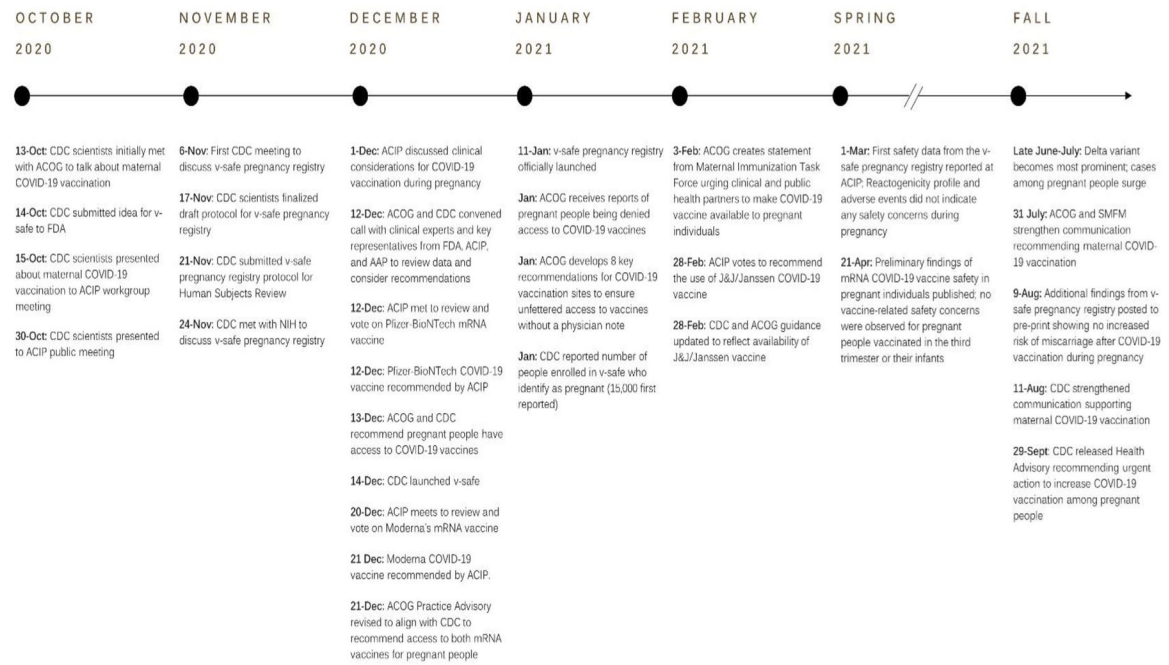 OCTOBER
2020
13-Oct: CDC scientists initially met
with ACOG to talk about maternal
COVID-19 vaccination
14-Oct: CDC submitted idea for v-
safe to FDA
15-Oct: CDC scientists presented
about maternal COVID-19
vaccination to ACIP workgroup
meeting
30-Oct: CDC scientists presented
to ACIP public meeting
NOVEMBER
2020
6-Nov: First CDC meeting to
discuss v-safe pregnancy registry
17-Nov: CDC scientists finalized
draft protocol for v-safe pregnancy
registry
21-Nov: CDC submitted v-safe
pregnancy registry protocol for
Human Subjects Review
24-Nov: CDC met with NIH to
discuss v-safe pregnancy registry
DECEMBER
2020
1-Dec: ACIP discussed clinical
considerations for COVID-19
vaccination during pregnancy
12-Dec: ACOG and CDC convened
call with clinical experts and key
representatives from FDA, ACIP,
and AAP to review data and
consider recommendations
12-Dec: ACIP met to review and
vote on Pfizer-BioNTech mRNA
vaccine
12-Dec: Pfizer-BioNTech COVID-19
vaccine recommended by ACIP
13-Dec: ACOG and CDC
recommend pregnant people have
access to COVID-19 vaccines
14-Dec: CDC launched v-safe
20-Dec: ACIP meets to review and
vote on Moderna's mRNA vaccine
21 Dec: Moderna COVID-19
vaccine recommended by ACIP.
21-Dec: ACOG Practice Advisory
revised to align with CDC to
recommend access to both mRNA
vaccines for pregnant people
JANUARY
2021
11-Jan: v-safe pregnancy registry
officially launched
Jan: ACOG receives reports of
pregnant people being denied
access to COVID-19 vaccines
Jan: ACOG develops 8 key
recommendations for COVID-19
vaccination sites to ensure
unfettered access to vaccines
without a physician note
Jan: CDC reported number of
people enrolled in v-safe who
identify as pregnant (15,000 first
reported)
FEBRUARY
2021
3-Feb: ACOG creates statement
from Maternal Immunization Task
Force urging clinical and public
health partners to make COVID-19
vaccine available to pregnant
individuals
28-Feb: ACIP votes to recommend
the use of J&J/Janssen COVID-19
vaccine
28-Feb: CDC and ACOG guidance
updated to reflect availability of
J&J/Janssen vaccine
SPRING
2021
1-Mar: First safety data from the v-
safe pregnancy registry reported at
ACIP; Reactogenicity profile and
adverse events did not indicate
any safety concerns during
pregnancy
21-Apr: Preliminary findings of
mRNA COVID-19 vaccine safety in
pregnant individuals published; no
vaccine-related safety concerns
were observed for pregnant
people vaccinated in the third
trimester or their infants
FALL
2021
Late June-July: Delta variant
becomes most prominent; cases
among pregnant people surge
31 July: ACOG and SMFM
strengthen communication
recommending maternal COVID-
19 vaccination
9-Aug: Additional findings from v-
safe pregnancy registry posted to
pre-print showing no increased
risk of miscarriage after COVID-19
vaccination during pregnancy
11-Aug: CDC strengthened
communication supporting
maternal COVID-19 vaccination
29-Sept: CDC released Health
Advisory recommending urgent
action to increase COVID-19
vaccination among pregnant
people